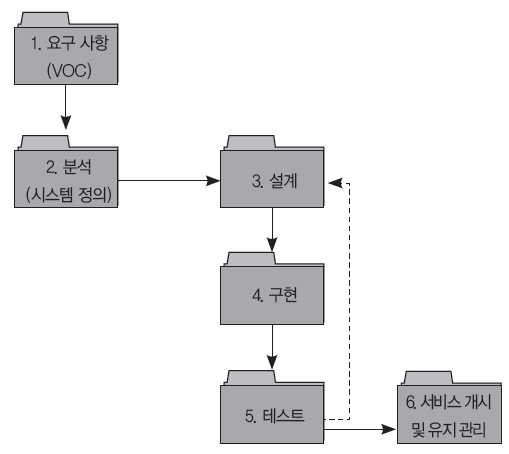 1. 요구 사항
(VOC)
2. 분석
(시스템 정의)
3. 설계
4. 구현
5. 테스트
6. 서비스 개시
및 유지 관리